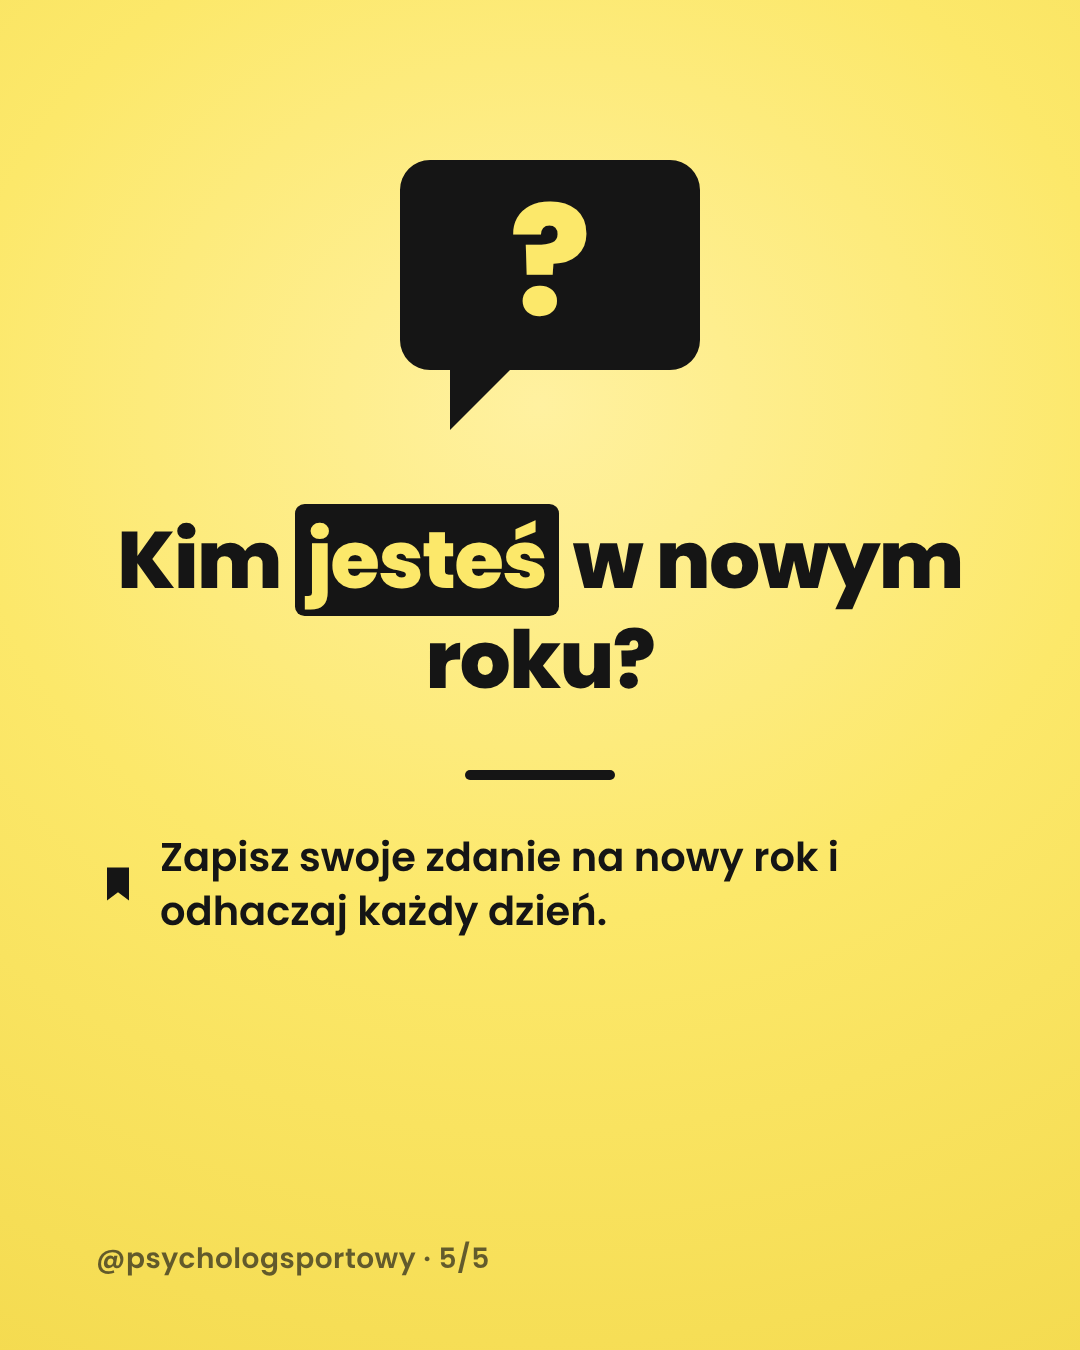 ?
Kim jesteś w nowym
roku?
Zapisz swoje zdanie na nowy rok i
odhaczaj każdy dzień.
@psychologsportowy · 5/5